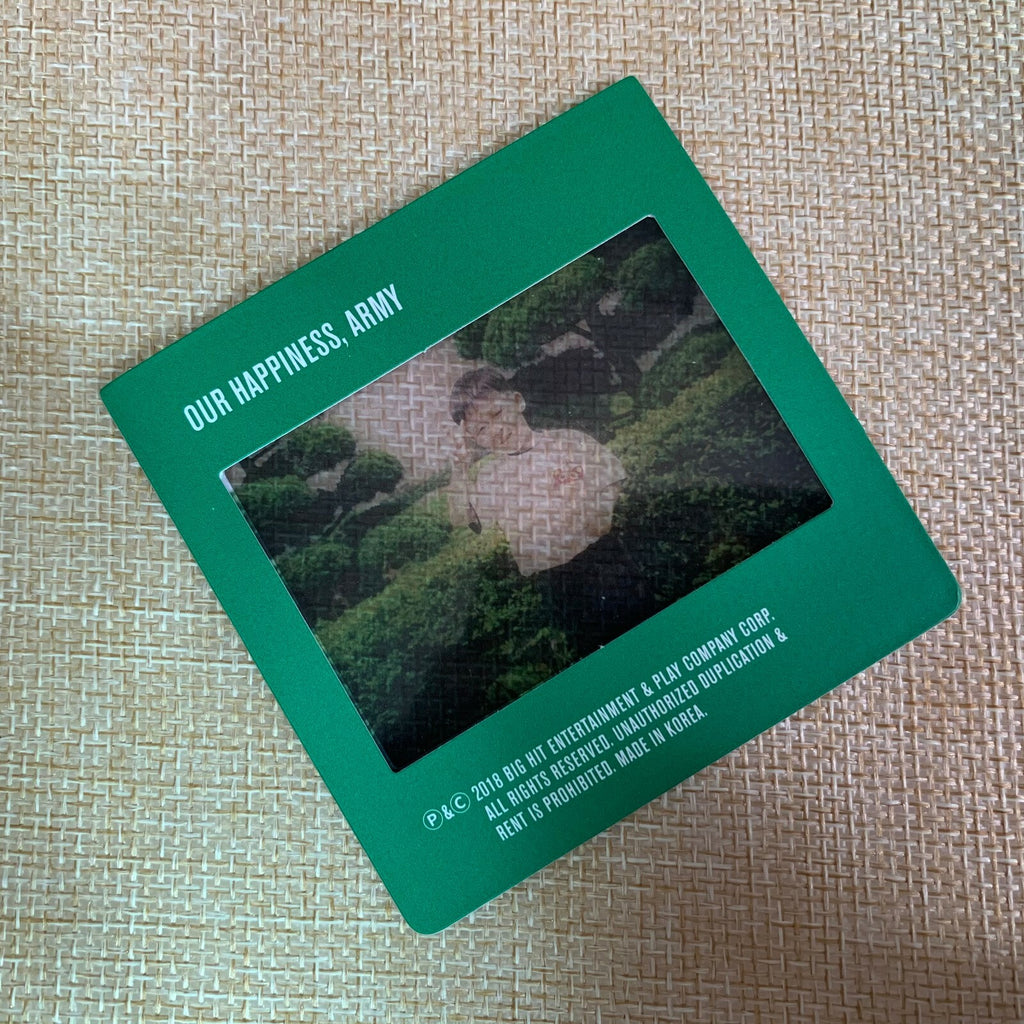 OUR HAPPINESS, ARMY
Ⓟ&Ⓒ 2018 BIG HIT ENTERTAINMENT & PLAY COMPANY CORP.
ALL RIGHTS RESERVED. UNAUTHORIZED DUPLICATION &
RENT IS PROHIBITED. MADE IN KOREA.